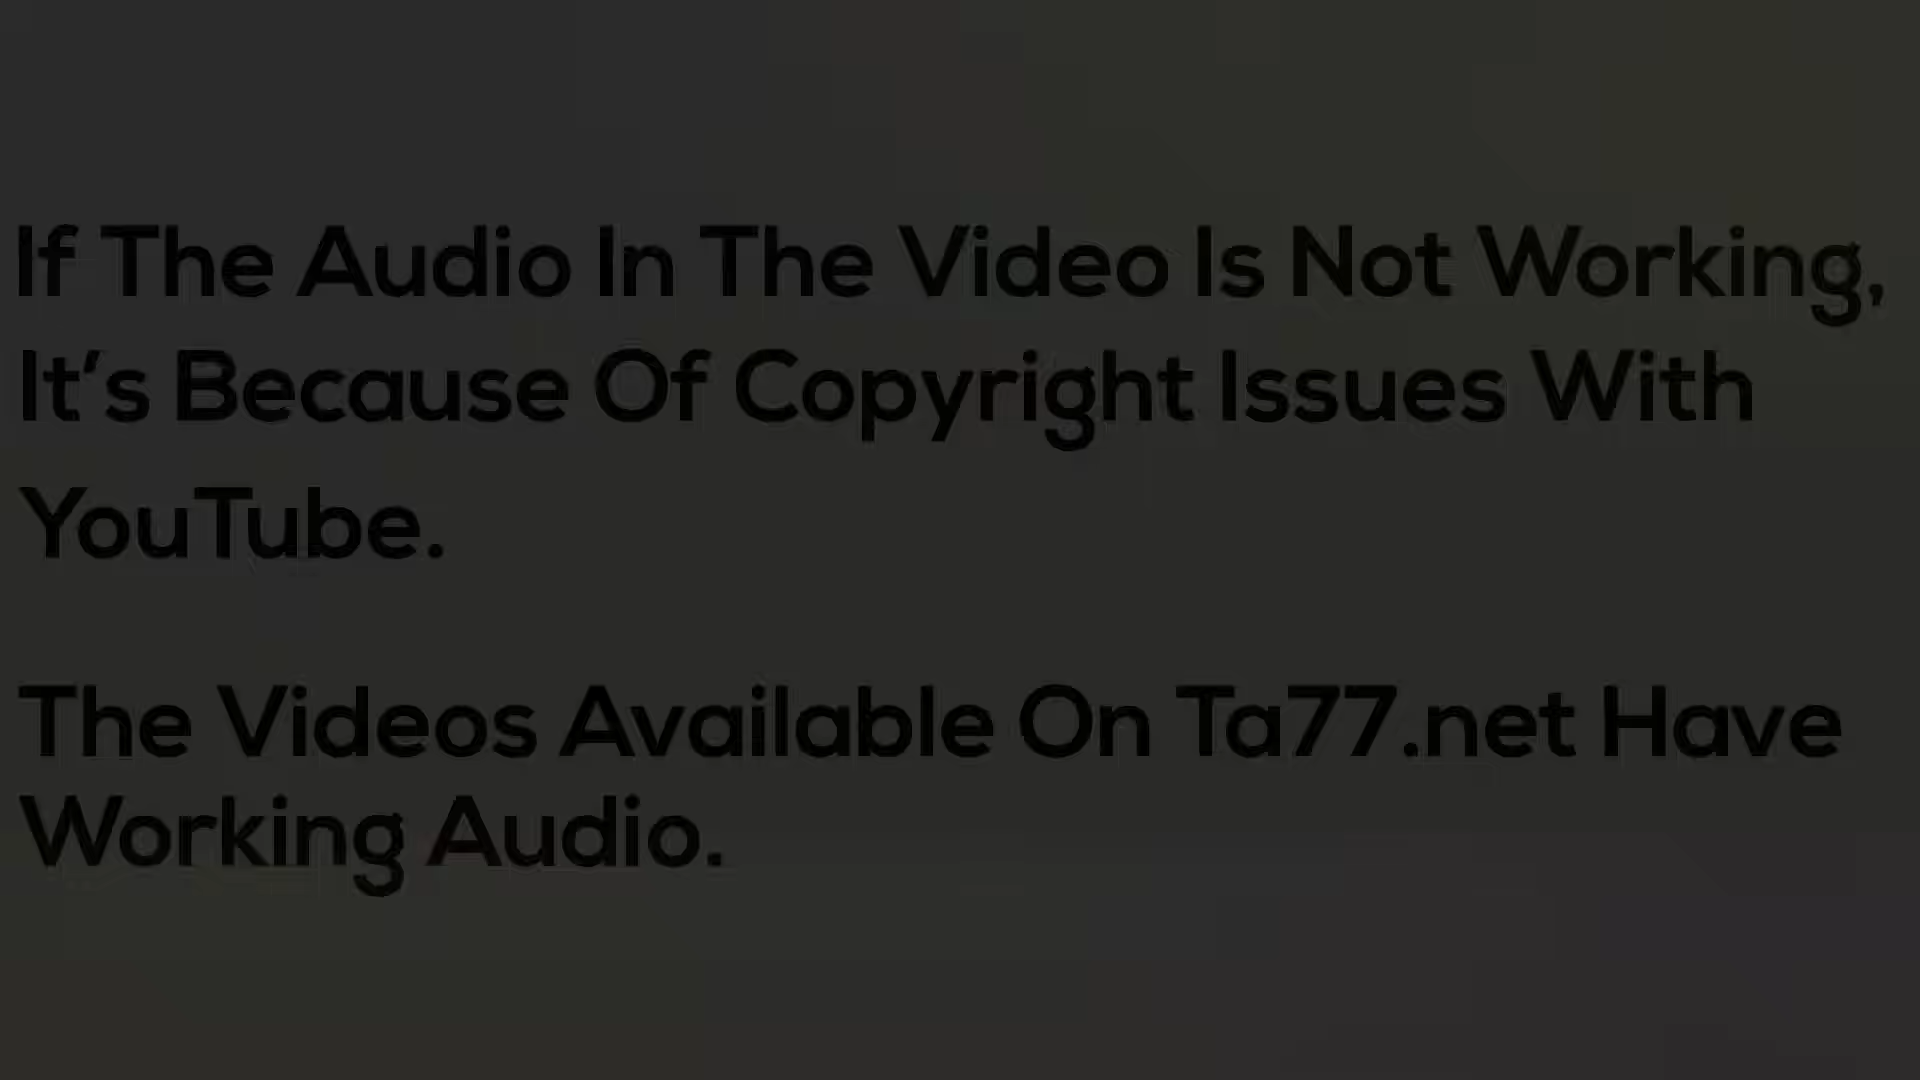 If The Audio In The Video Is Not Working,
It’s Because Of Copyright Issues With
YouTube.
The Videos Available On Ta77.net Have
Working Audio.